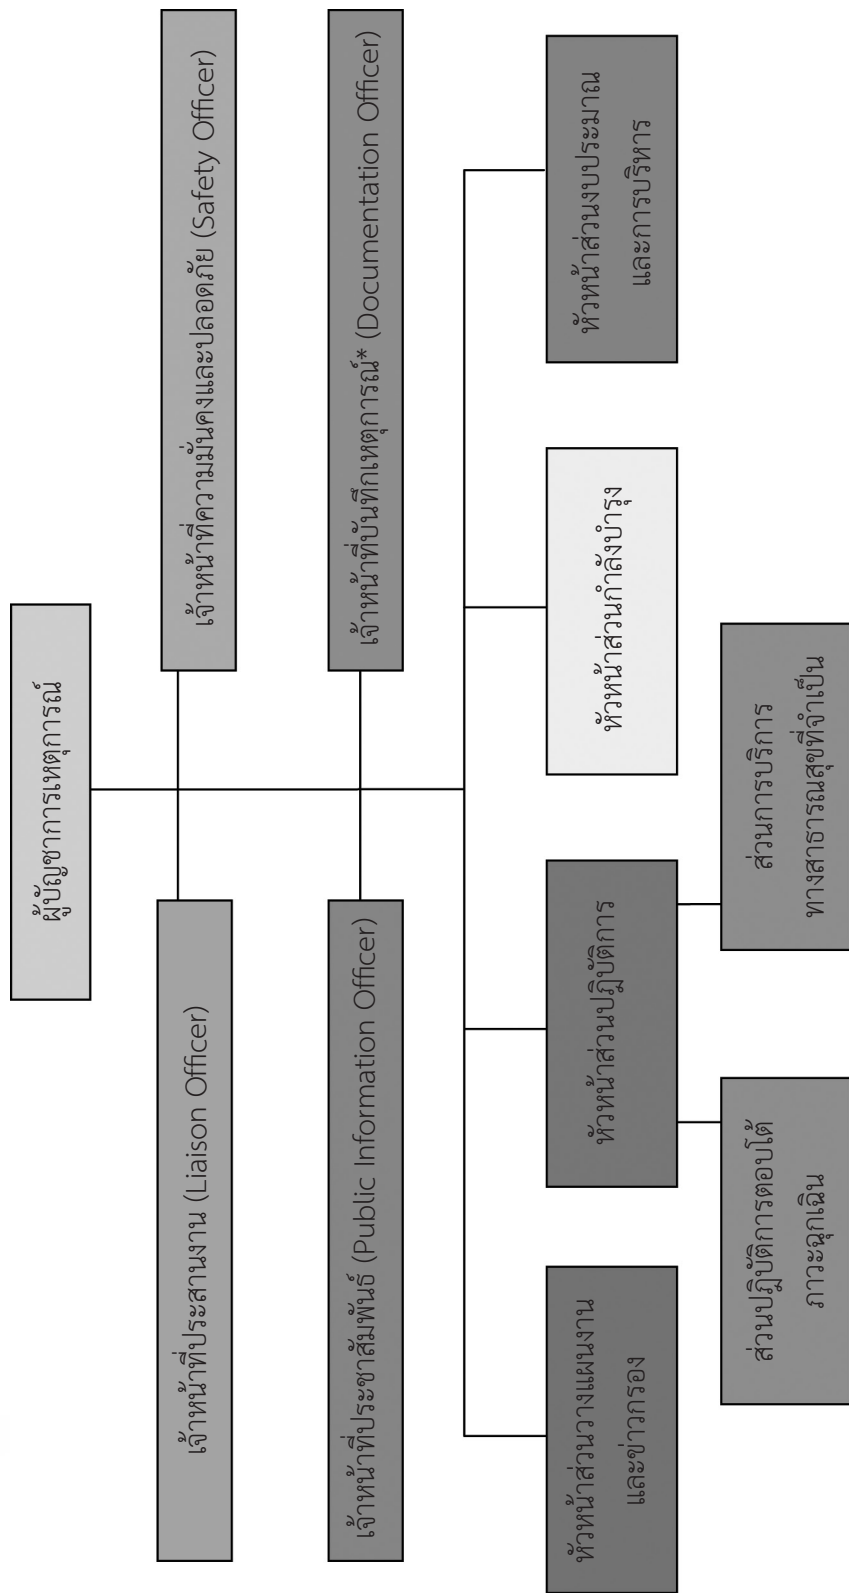 ผู้บัญชาการเหตุการณ์
เจ้าหน้าที่ประสานงาน (Liaison Officer)
เจ้าหน้าที่ความมั่นคงและปลอดภัย (Safety Officer)
เจ้าหน้าที่ประชาสัมพันธ์ (Public Information Officer)
เจ้าหน้าที่บันทึกเหตุการณ์* (Documentation Officer)
หัวหน้าส่วนวางแผนงาน
และข่าวกรอง
หัวหน้าส่วนปฏิบัติการ
หัวหน้าส่วนกำลังบำรุง
หัวหน้าส่วนงบประมาณ
และการบริหาร
ส่วนปฏิบัติการตอบโต้
ภาวะฉุกเฉิน
ส่วนการบริการ
ทางสาธารณสุขที่จำเป็น